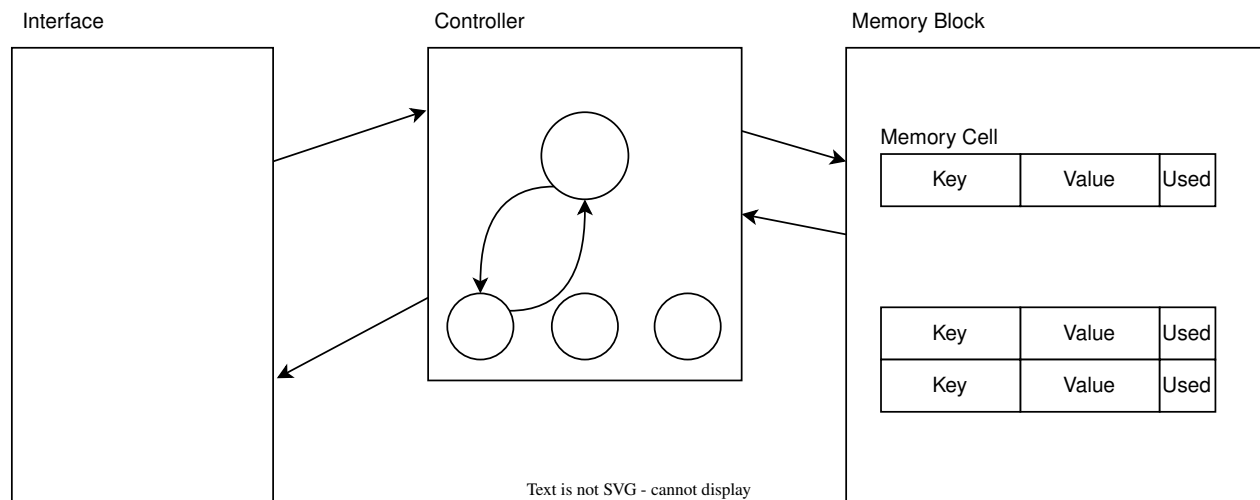 Interface
Controller
Memory Block
Memory Cell
Key Value Used
Key Value Used
Key Value Used
Text is not SVG - cannot display